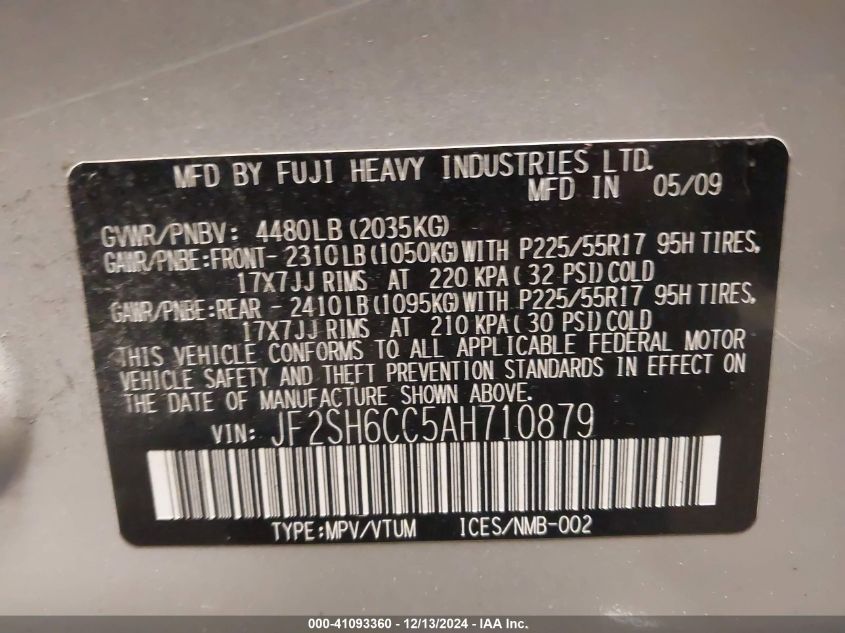 MFD BY FUJI HEAVY INDUSTRIES LTD.
MFD IN 05/09
GVWR/PNBV: 4480LB(2035KG)
GAWR/PNBE:FRONT- 2310LB(1050KG)WITH P225/55R17 95H TIRES,
17X7JJ RIMS AT 220 KPA( 32 PSI)COLD
GAWR/PNBE:REAR - 2410LB(1095KG)WITH P225/55R17 95H TIRES,
17X7JJ RIMS AT 210 KPA( 30 PSI)COLD
THIS VEHICLE CONFORMS TO ALL APPLICABLE FEDERAL MOTOR
VEHICLE SAFETY AND THEFT PREVENTION STANDARDS IN EFFECT ON
THE DATE OF MANUFACTURE SHOWN ABOVE.
VIN: JF2SH6CC5AH710879
TYPE:MPV/VTUM ICES/NMB-002
000-41093360 - 12/13/2024 - IAA Inc.